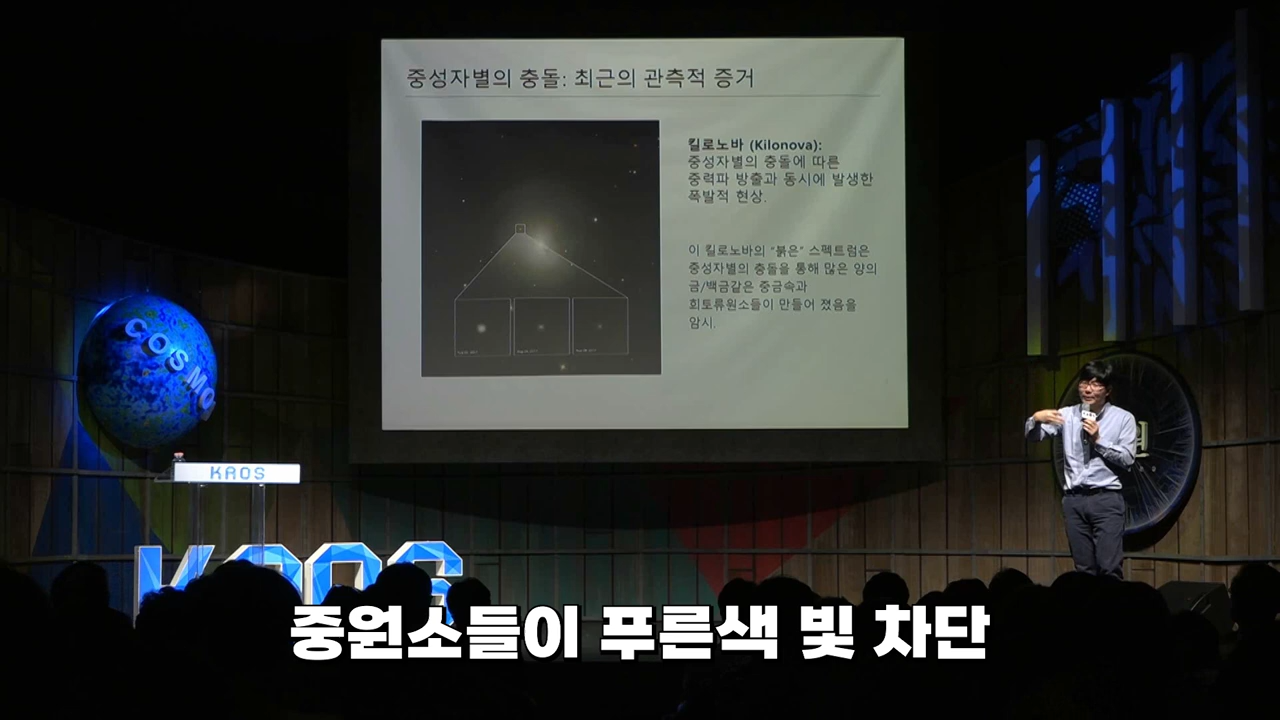 중성자별의 충돌: 최근의 관측적 증거
킬로노바 (Kilonova):
중성자별의 충돌에 따른
중력파 방출과 동시에 발생한
폭발적 현상.
이 킬로노바의 “붉은” 스펙트럼은
중성자별의 충돌을 통해 많은 양의
금/백금같은 중금속과
희토류원소들이 만들어 졌음을
암시.
COSMO
KAOS
KAOS
중원소들이 푸른색 빛 차단